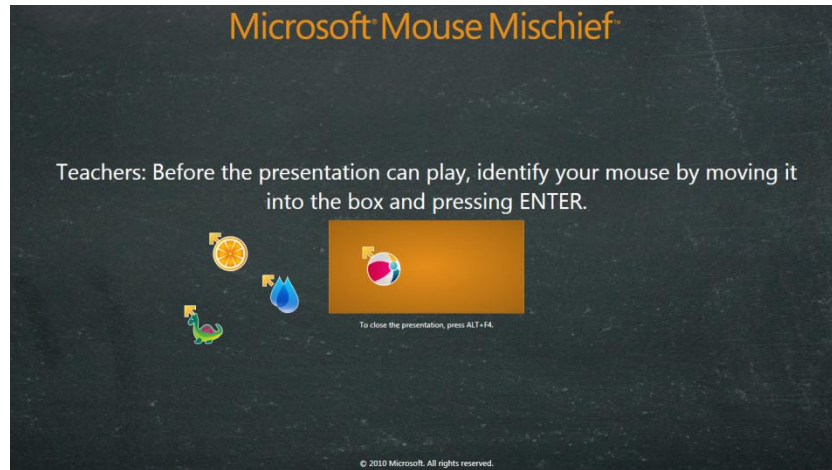 Microsoft® Mouse Mischief™
Teachers: Before the presentation can play, identify your mouse by moving it
into the box and pressing ENTER.
To close the presentation, press ALT+F4.
© 2010 Microsoft. All rights reserved.